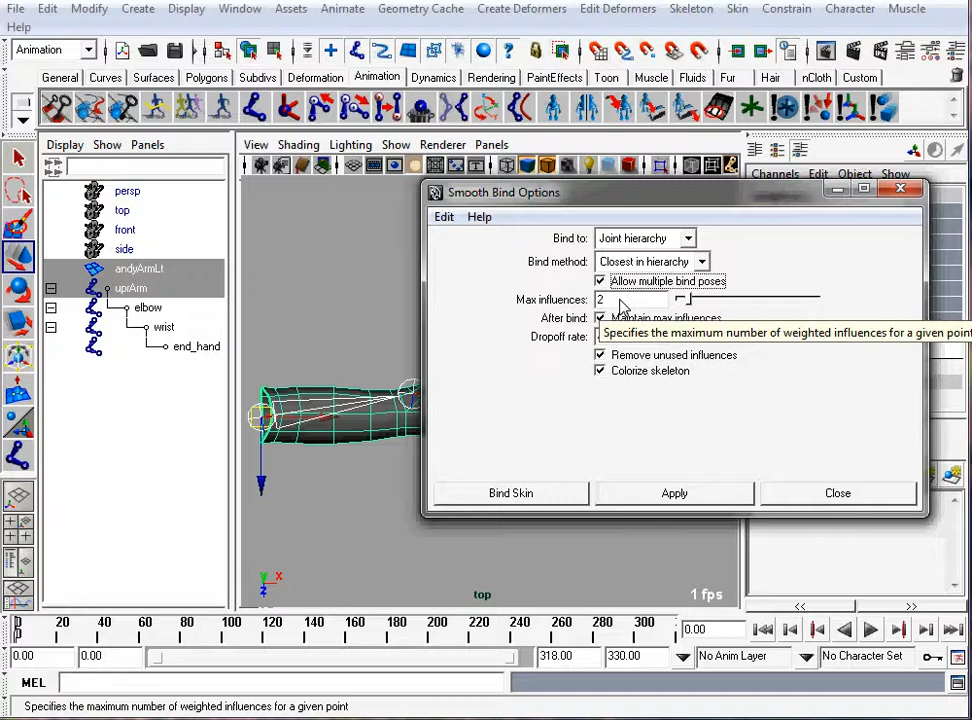 File Edit Modify Create Display Window Assets Animate Geometry Cache Create Deformers Edit Deformers Skeleton Skin Constrain Character Muscle
Help
Animation
General Curves Surfaces Polygons Subdivs Deformation Animation Dynamics Rendering PaintEffects Toon Muscle Fluids Fur Hair nCloth Custom
Display Show Panels
View Shading Lighting Show Renderer Panels
Channels Edit Object Show
persp
top
front
side
andyArmLt
uprArm
elbow
wrist
end_hand
Smooth Bind Options
Edit Help
Bind to: Joint hierarchy
Bind method: Closest in hierarchy
Allow multiple bind poses
Max influences: 2
After bind: Maintain max influences
Specifies the maximum number of weighted influences for a given point
Dropoff rate:
Remove unused influences
Colorize skeleton
Bind Skin Apply Close
y x
z
top
1 fps
<< >>
0 20 40 60 80 100 120 140 160 180 200 220 240 260 280 300
0.00
0.00 0.00 318.00 330.00 No Anim Layer No Character Set
MEL
Specifies the maximum number of weighted influences for a given point